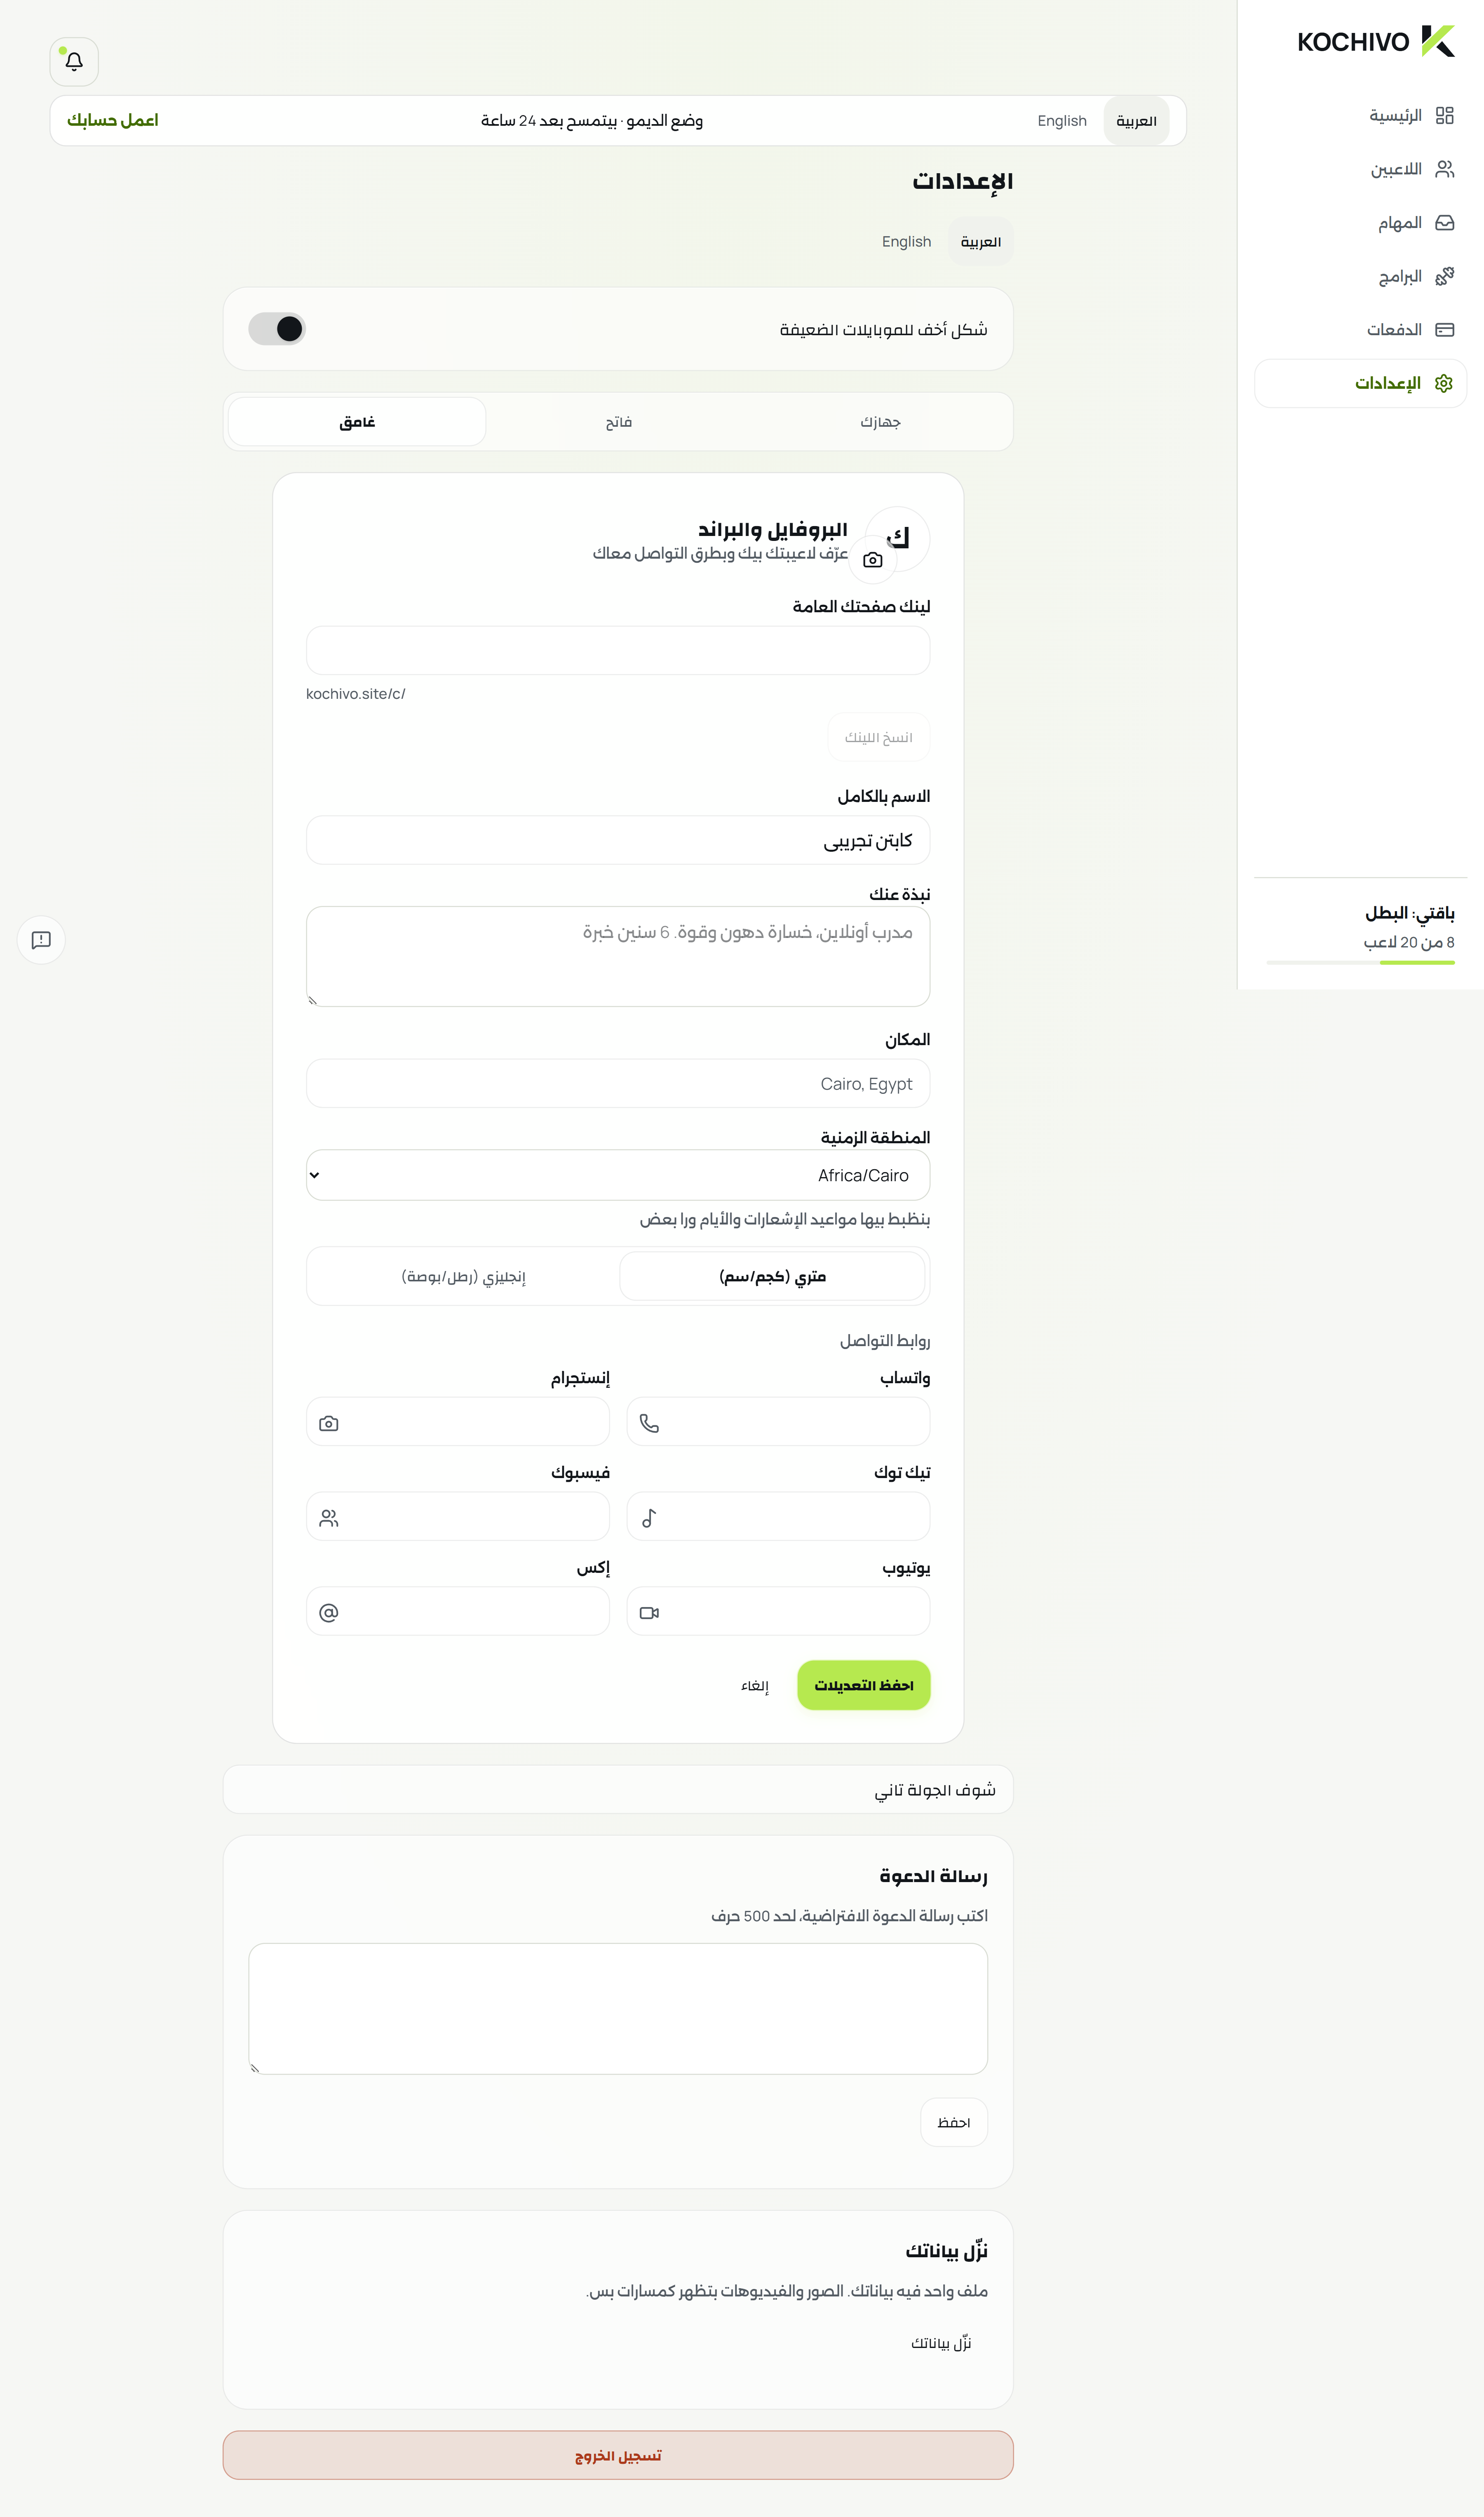 KOCHIVO
الرئيسية
اللاعبين
المهام
البرامج
الدفعات
الإعدادات
باقتي: البطل
8 من 20 لاعب
العربية
English
وضع الديمو · بيتمسح بعد 24 ساعة
اعمل حسابك
الإعدادات
العربية
English
شكل أخف للموبايلات الضعيفة
جهازك
فاتح
غامق
ك
البروفايل والبراند
عرّف لاعيبتك بيك وبطرق التواصل معاك
لينك صفحتك العامة
kochivo.site/c/
انسخ اللينك
الاسم بالكامل
كابتن تجريبى
نبذة عنك
مدرب أونلاين، خسارة دهون وقوة. 6 سنين خبرة
المكان
Cairo, Egypt
المنطقة الزمنية
Africa/Cairo
بنظبط بيها مواعيد الإشعارات والأيام ورا بعض
متري (كجم/سم)
إنجليزي (رطل/بوصة)
روابط التواصل
واتساب
إنستجرام
تيك توك
فيسبوك
يوتيوب
إكس
احفظ التعديلات
إلغاء
شوف الجولة تاني
رسالة الدعوة
اكتب رسالة الدعوة الافتراضية، لحد 500 حرف
احفظ
نزّل بياناتك
ملف واحد فيه بياناتك. الصور والفيديوهات بتظهر كمسارات بس.
نزّل بياناتك
تسجيل الخروج